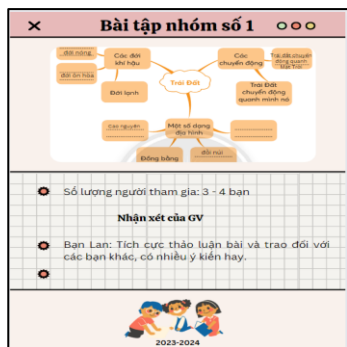 Bài tập nhóm số 1
đới nóng
đới ôn hòa
Các đới
khí hậu
Đới lạnh
Trái Đất
Các
chuyển động
Trái đất chuyển
động quanh
Mặt Trời
Trái Đất
chuyển động
quanh mình nó
Cao nguyên
Một số dạng
địa hình
Đồng bằng
đồi núi
Số lượng người tham gia: 3 - 4 bạn
Nhận xét của GV
Bạn Lan: Tích cực thảo luận bài và trao đổi với
các bạn khác, có nhiều ý kiến hay.
2023-2024